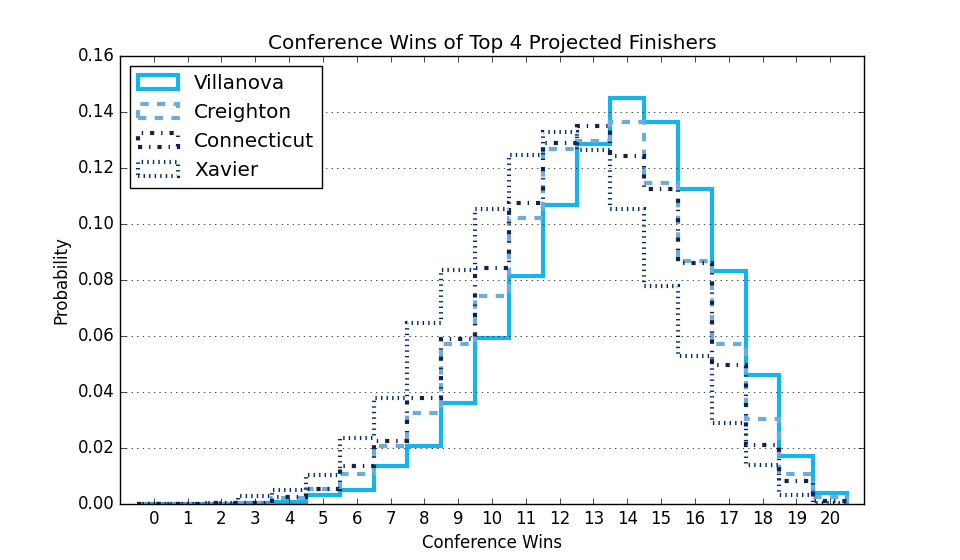 Conference Wins of Top 4 Projected Finishers
0.16
0.14
0.12
0.10
0.08
0.06
0.04
0.02
0.00
Probability
Villanova
Creighton
Connecticut
Xavier
0 1 2 3 4 5 6 7 8 9 10 11 12 13 14 15 16 17 18 19 20
Conference Wins